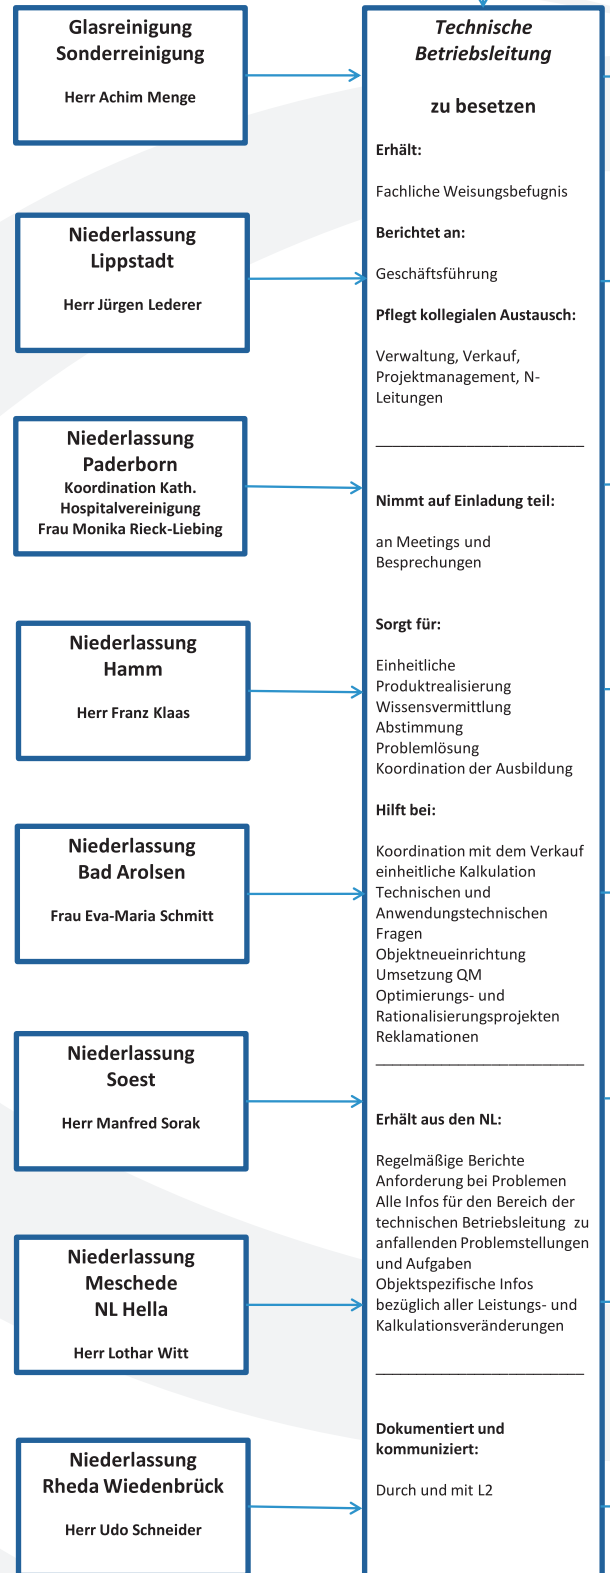 Glasreinigung
Sonderreinigung
Herr Achim Menge
Niederlassung
Lippstadt
Herr Jürgen Lederer
Niederlassung
Paderborn
Koordination Kath.
Hospitalvereinigung
Frau Monika Rieck-Liebing
Niederlassung
Hamm
Herr Franz Klaas
Niederlassung
Bad Arolsen
Frau Eva-Maria Schmitt
Niederlassung
Soest
Herr Manfred Sorak
Niederlassung
Meschede
NL Hella
Herr Lothar Witt
Niederlassung
Rheda Wiedenbrück
Herr Udo Schneider
Technische
Betriebsleitung
zu besetzen
Erhält:
Fachliche Weisungsbefugnis
Berichtet an:
Geschäftsführung
Pflegt kollegialen Austausch:
Verwaltung, Verkauf,
Projektmanagement, N-
Leitungen
Nimmt auf Einladung teil:
an Meetings und
Besprechungen
Sorgt für:
Einheitliche
Produktrealisierung
Wissensvermittlung
Abstimmung
Problemlösung
Koordination der Ausbildung
Hilft bei:
Koordination mit dem Verkauf
einheitliche Kalkulation
Technischen und
Anwendungstechnischen
Fragen
Objektneueinrichtung
Umsetzung QM
Optimierungs- und
Rationalisierungsprojekten
Reklamationen
Erhält aus den NL:
Regelmäßige Berichte
Anforderung bei Problemen
Alle Infos für den Bereich der
technischen Betriebsleitung zu
anfallenden Problemstellungen
und Aufgaben
Objektspezifische Infos
bezüglich aller Leistungs- und
Kalkulationsveränderungen
Dokumentiert und
kommuniziert:
Durch und mit L2